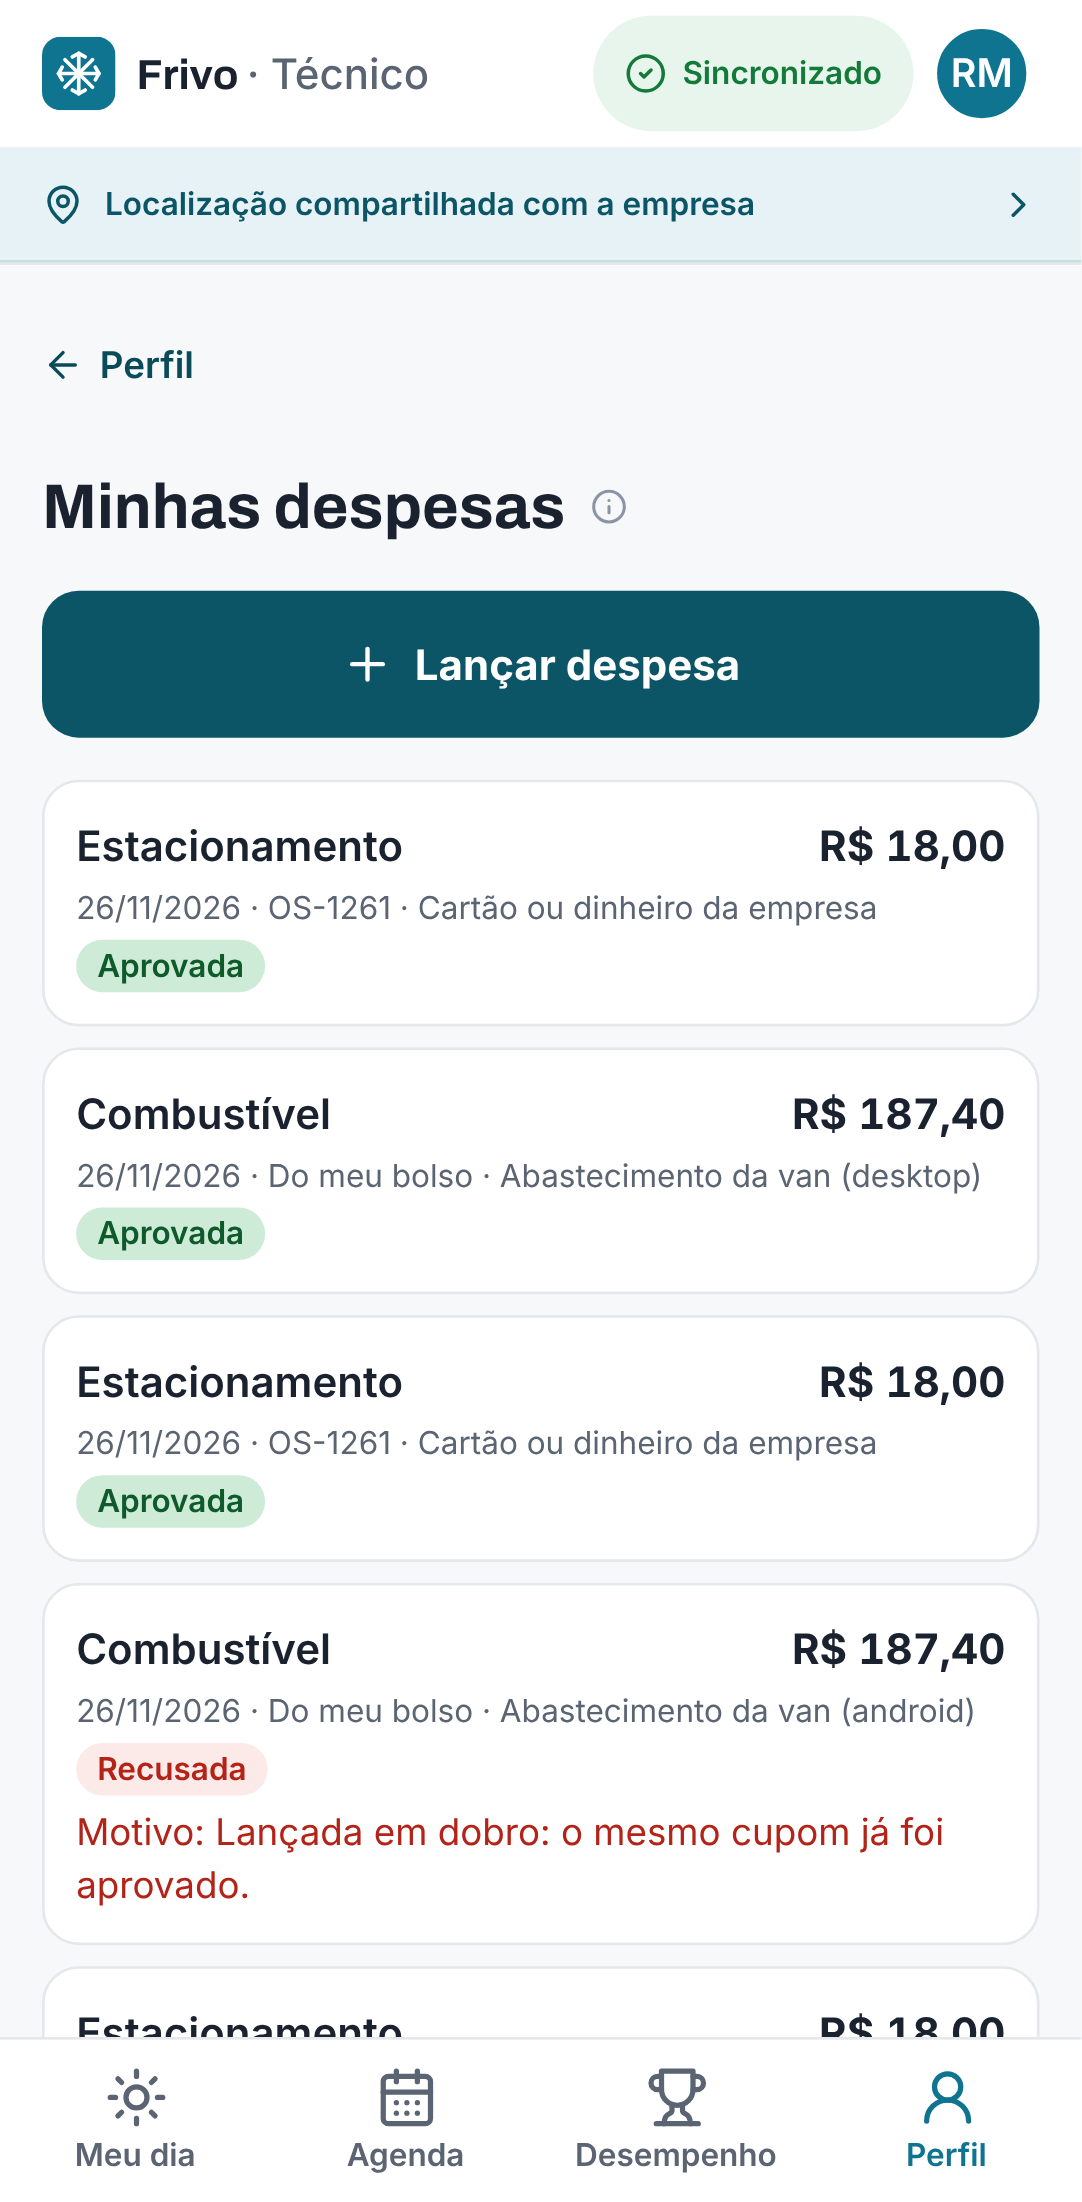 Frivo · Técnico
Sincronizado
RM
Localização compartilhada com a empresa
Perfil
Minhas despesas
Lançar despesa
Estacionamento R$ 18,00
26/11/2026 · OS-1261 · Cartão ou dinheiro da empresa
Aprovada
Combustível R$ 187,40
26/11/2026 · Do meu bolso · Abastecimento da van (desktop)
Aprovada
Estacionamento R$ 18,00
26/11/2026 · OS-1261 · Cartão ou dinheiro da empresa
Aprovada
Combustível R$ 187,40
26/11/2026 · Do meu bolso · Abastecimento da van (android)
Recusada
Motivo: Lançada em dobro: o mesmo cupom já foi
aprovado.
Estacionamento R$ 18,00
Meu dia Agenda Desempenho Perfil